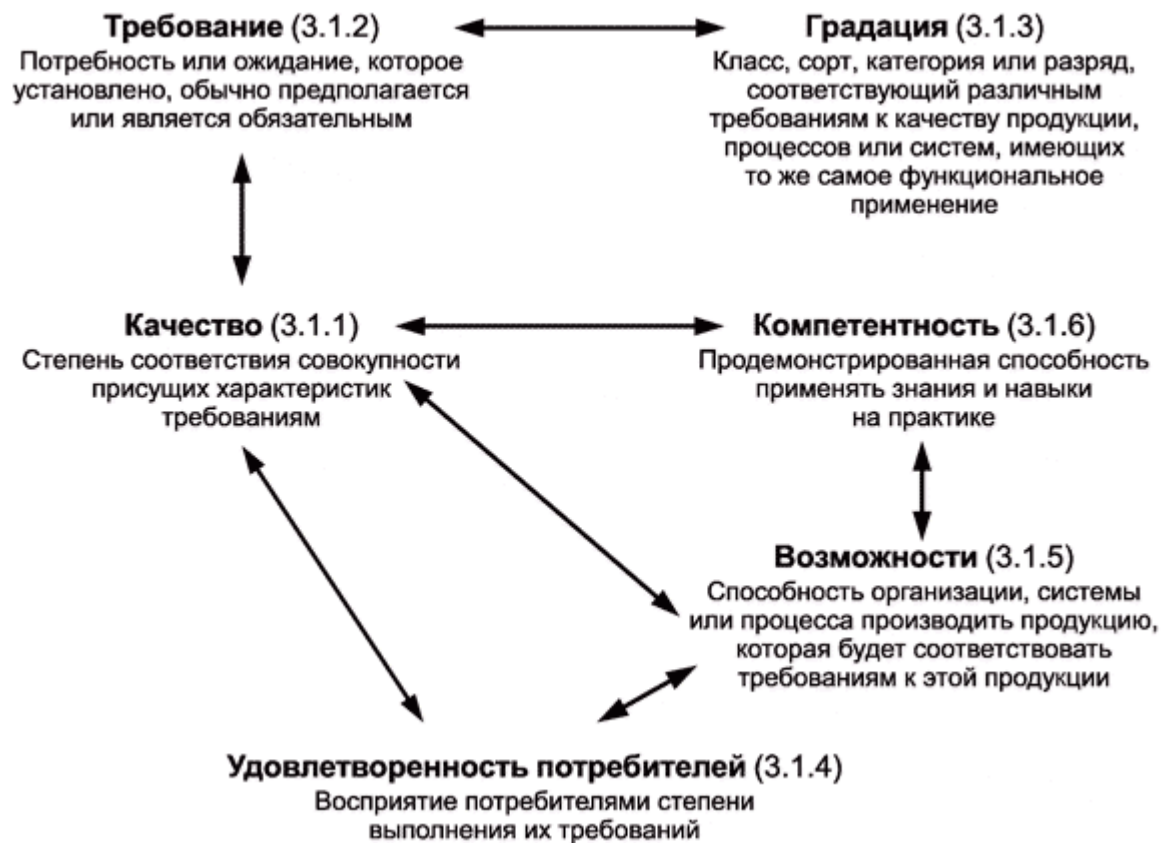 Требование (3.1.2)
Потребность или ожидание, которое
установлено, обычно предполагается
или является обязательным
Градация (3.1.3)
Класс, сорт, категория или разряд,
соответствующий различным
требованиям к качеству продукции,
процессов или систем, имеющих
то же самое функциональное
применение
Качество (3.1.1)
Степень соответствия совокупности
присущих характеристик
требованиям
Компетентность (3.1.6)
Продемонстрированная способность
применять знания и навыки
на практике
Возможности (3.1.5)
Способность организации, системы
или процесса производить продукцию,
которая будет соответствовать
требованиям к этой продукции
Удовлетворенность потребителей (3.1.4)
Восприятие потребителями степени
выполнения их требований